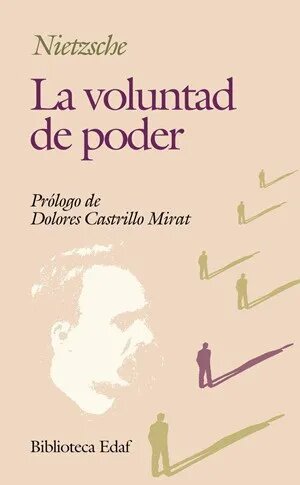 Nietzsche
La voluntad
de poder
Prólogo de
Dolores Castrillo Mirat
Biblioteca Edaf